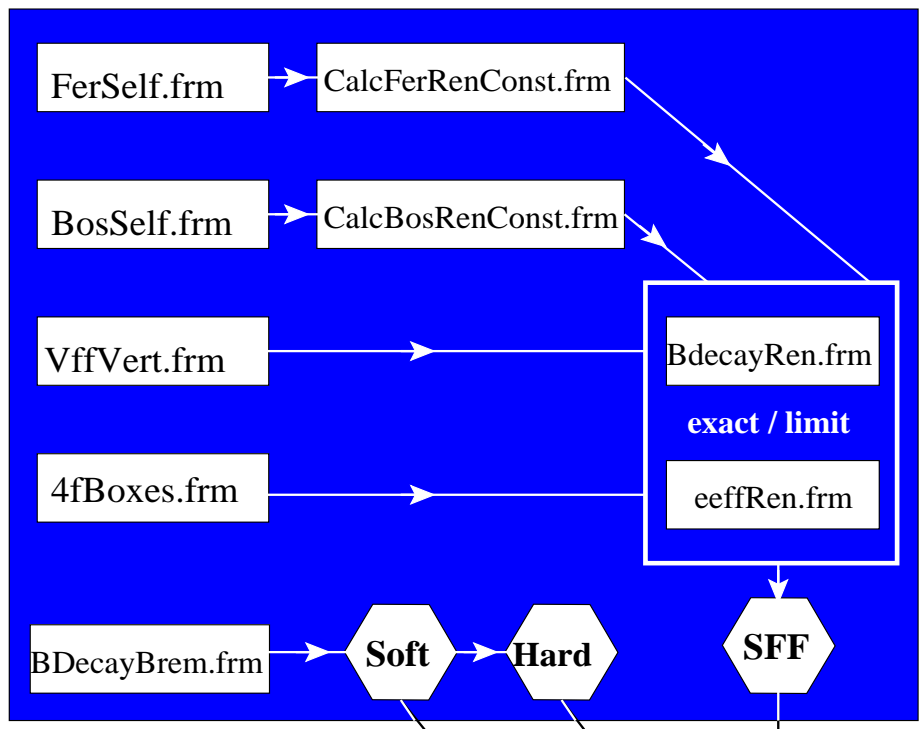 FerSelf.frm
CalcFerRenConst.frm
BosSelf.frm
CalcBosRenConst.frm
VffVert.frm
BdecayRen.frm
exact / limit
4fBoxes.frm
eeffRen.frm
BDecayBrem.frm
Soft
Hard
SFF